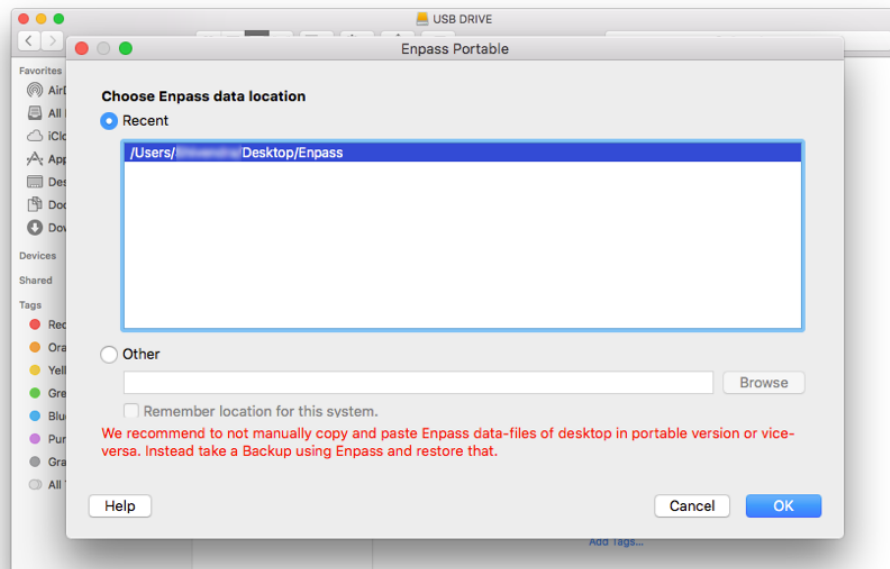 USB DRIVE
Enpass Portable
Favorites
Choose Enpass data location
Recent
/Users/ Desktop/Enpass
Devices
Shared
Tags
Other
Browse
Remember location for this system.
We recommend to not manually copy and paste Enpass data-files of desktop in portable version or vice-
versa. Instead take a Backup using Enpass and restore that.
All
Help
Cancel
OK
Add Tags...